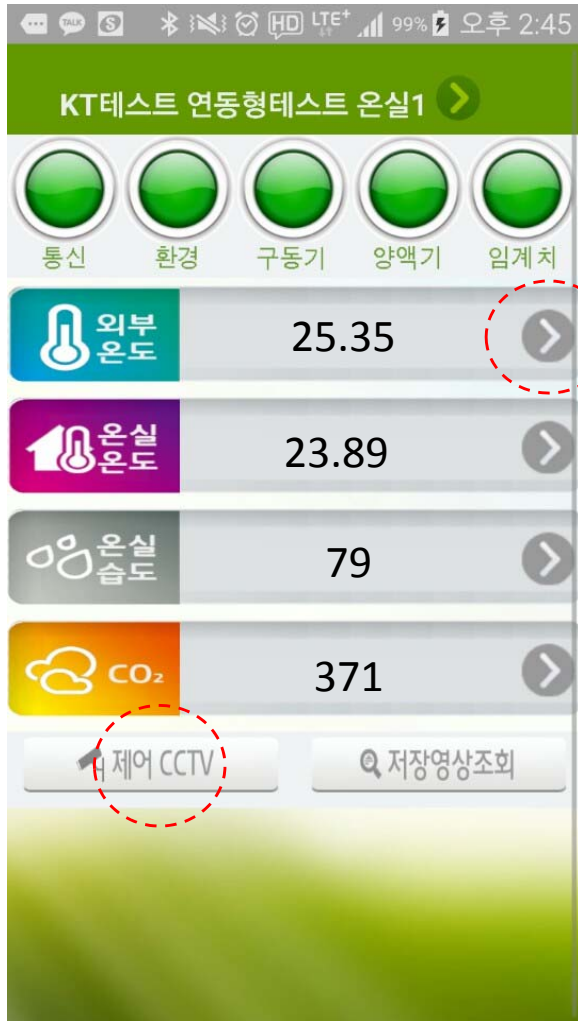 TALK S HD LTE+ 99% 오후 2:45
KT테스트 연동형테스트 온실1
통신 환경 구동기 양액기 임계치
외부
온도
25.35
온실
온도
23.89
온실
습도
79
CO₂
371
제어 CCTV 저장영상조회